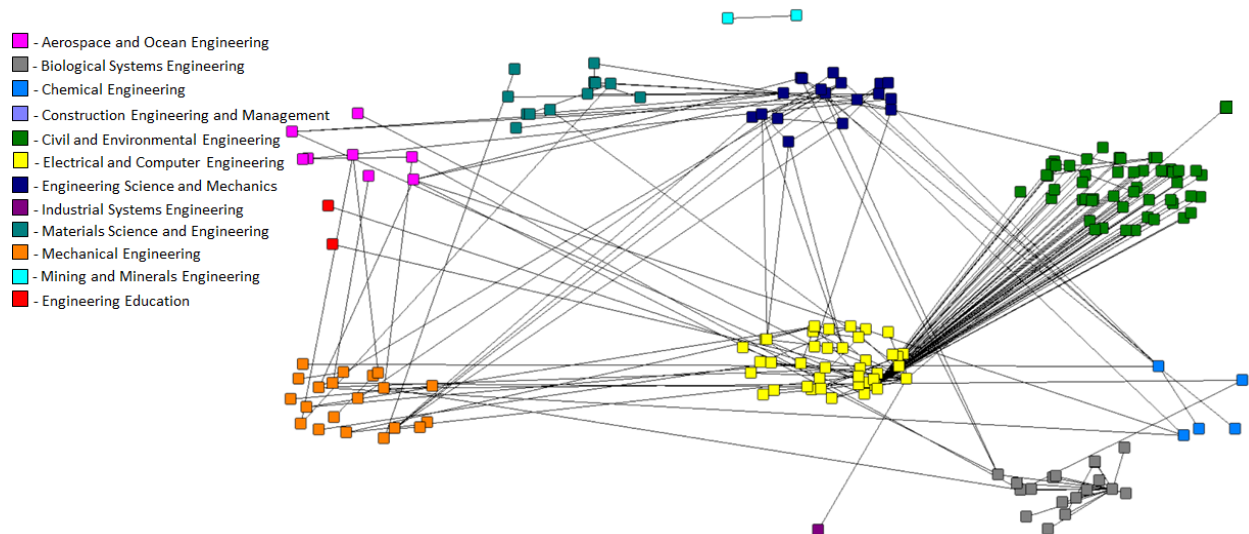 - Aerospace and Ocean Engineering
- Biological Systems Engineering
- Chemical Engineering
- Construction Engineering and Management
- Civil and Environmental Engineering
- Electrical and Computer Engineering
- Engineering Science and Mechanics
- Industrial Systems Engineering
- Materials Science and Engineering
- Mechanical Engineering
- Mining and Minerals Engineering
- Engineering Education